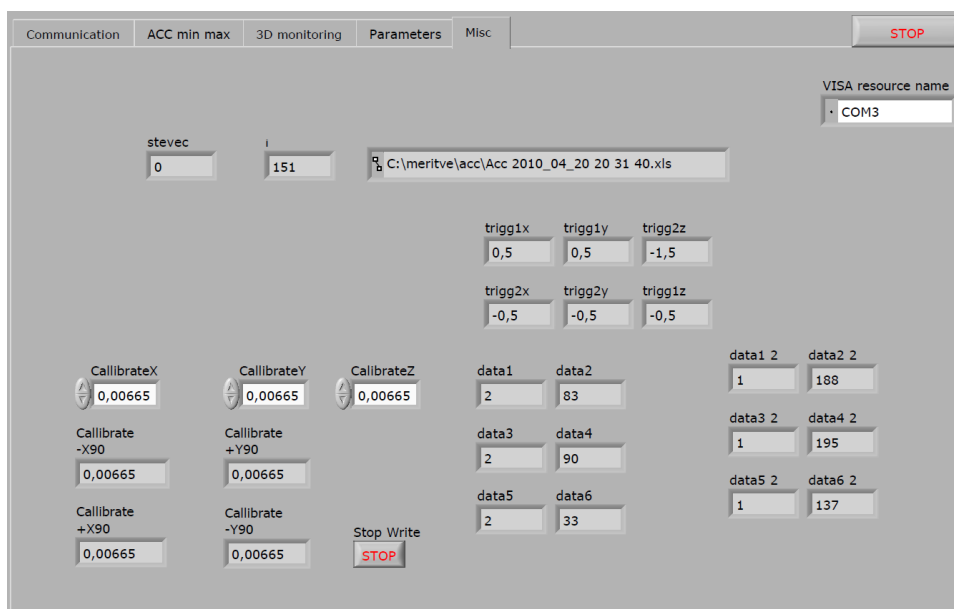 Communication
ACC min max
3D monitoring
Parameters
Misc
STOP
VISA resource name
COM3
stevec
i
0
151
C:\meritve\acc\Acc 2010_04_20 20 31 40.xls
trigg1x
trigg1y
trigg2z
0,5
0,5
-1,5
trigg2x
trigg2y
trigg1z
-0,5
-0,5
-0,5
CallibrateX
CallibrateY
CalibrateZ
0,00665
0,00665
0,00665
Callibrate
-X90
0,00665
Callibrate
+Y90
0,00665
Callibrate
+X90
0,00665
Callibrate
-Y90
0,00665
Stop Write
STOP
data1
data2
2
83
data3
data4
2
90
data5
data6
2
33
data1 2
data2 2
1
188
data3 2
data4 2
1
195
data5 2
data6 2
1
137